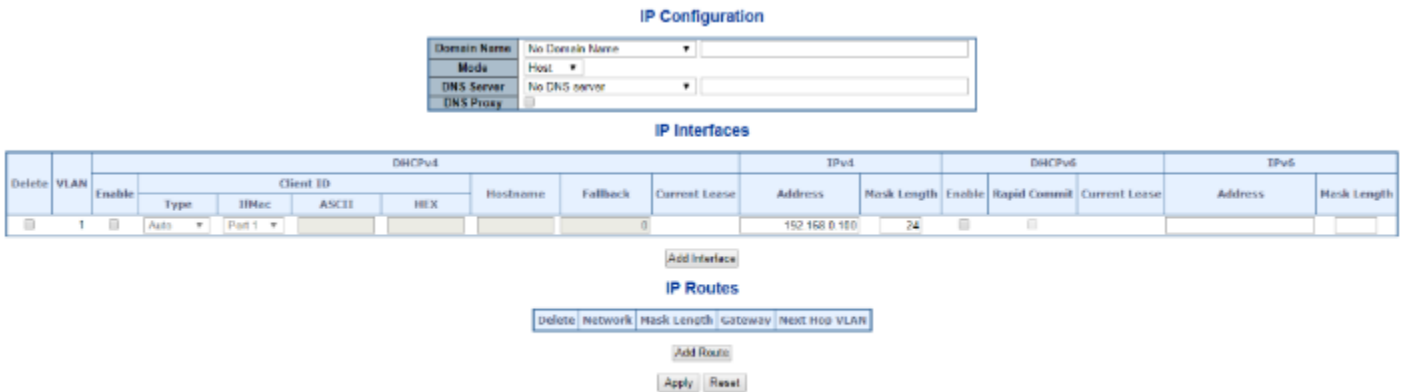 IP Configuration
Domain Name No Domain Name
Mode Host
DNS Server No DNS server
DNS Proxy
IP Interfaces
DHCPv4 IPv4 DHCPv6 IPv6
Delete VLAN Enable Client ID Hostname Fallback Current Lease Address Mask Length Enable Rapid Commit Current Lease Address Mask Length
Type IfMac ASCII HEX
1 Auto Port 1 0 192.168.0.100 24
Add Interface
IP Routes
Delete Network Mask Length Gateway Next Hop VLAN
Add Route
Apply Reset